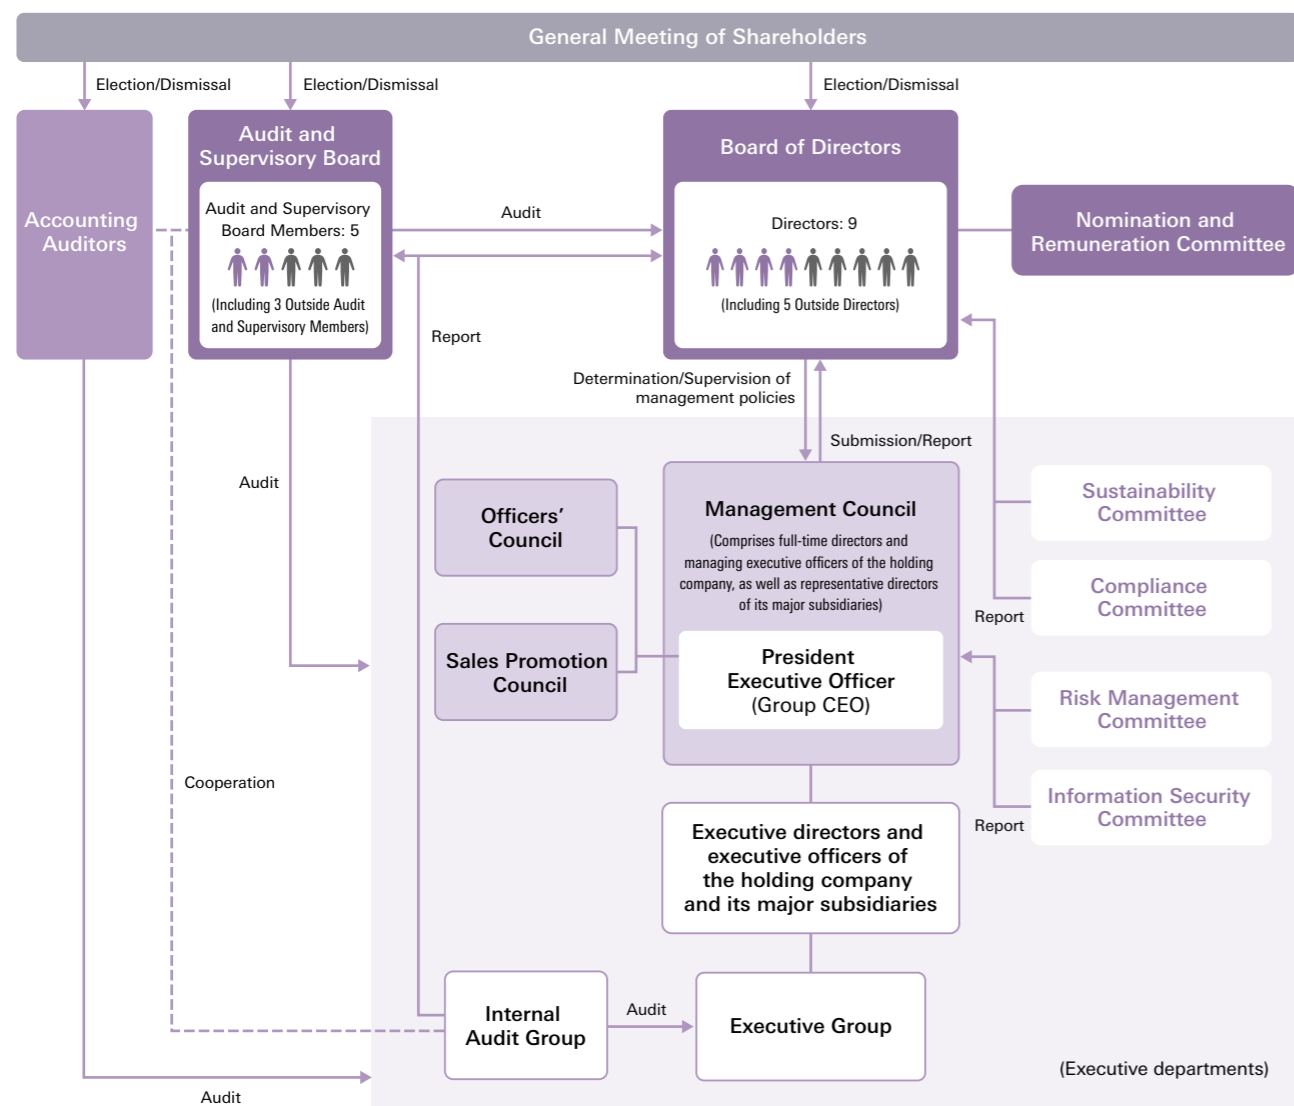 General Meeting of Shareholders
Election/Dismissal
Election/Dismissal
Election/Dismissal
Accounting
Auditors
Audit and
Supervisory Board
Audit and Supervisory
Board Members: 5
(Including 3 Outside Audit
and Supervisory Members)
Audit
Report
Board of Directors
Directors: 9
(Including 5 Outside Directors)
Nomination and
Remuneration Committee
Determination/Supervision of
management policies
Submission/Report
Audit
Officers’
Council
Sales Promotion
Council
Management Council
(Comprises full-time directors and
managing executive officers of the holding
company, as well as representative directors
of its major subsidiaries)
President
Executive Officer
(Group CEO)
Sustainability
Committee
Compliance
Committee
Report
Risk Management
Committee
Information Security
Committee
Report
Cooperation
Executive directors and
executive officers of
the holding company
and its major subsidiaries
Internal
Audit Group
Audit
Executive Group
(Executive departments)
Audit